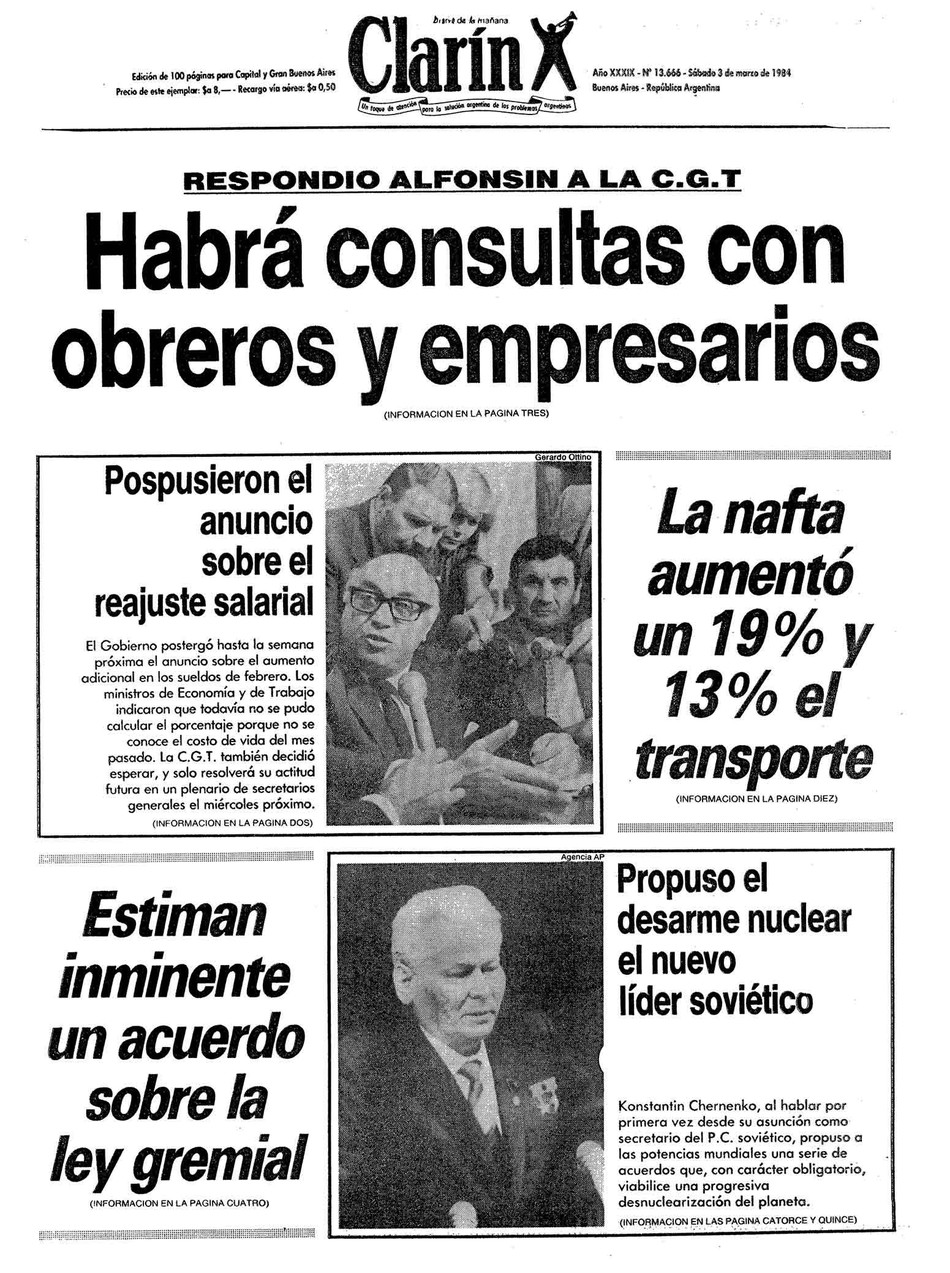 Diario de la mañana
Clarín
Un toque de atención para la solución argentina de los problemas argentinos
Edición de 100 páginas para Capital y Gran Buenos Aires
Precio de este ejemplar: $a 8,— - Recargo vía aérea: $a 0,50
Año XXXIX - N° 13.666 - Sábado 3 de marzo de 1984
Buenos Aires - República Argentina
RESPONDIO ALFONSIN A LA C.G.T
Habrá consultas con
obreros y empresarios
(INFORMACION EN LA PAGINA TRES)
Gerardo Ottino
Pospusieron el
anuncio
sobre el
reajuste salarial
El Gobierno postergó hasta la semana
próxima el anuncio sobre el aumento
adicional en los sueldos de febrero. Los
ministros de Economía y de Trabajo
indicaron que todavía no se pudo
calcular el porcentaje porque no se
conoce el costo de vida del mes
pasado. La C.G.T. también decidió
esperar, y solo resolverá su actitud
futura en un plenario de secretarios
generales el miércoles próximo.
(INFORMACION EN LA PAGINA DOS)
La nafta
aumentó
un 19% y
13% el
transporte
(INFORMACION EN LA PAGINA DIEZ)
Estiman
inminente
un acuerdo
sobre la
ley gremial
(INFORMACION EN LA PAGINA CUATRO)
Agencia AP
Propuso el
desarme nuclear
el nuevo
líder soviético
Konstantin Chernenko, al hablar por
primera vez desde su asunción como
secretario del P.C. soviético, propuso a
las potencias mundiales una serie de
acuerdos que, con carácter obligatorio,
viabilice una progresiva
desnuclearización del planeta.
(INFORMACION EN LAS PAGINA CATORCE Y QUINCE)